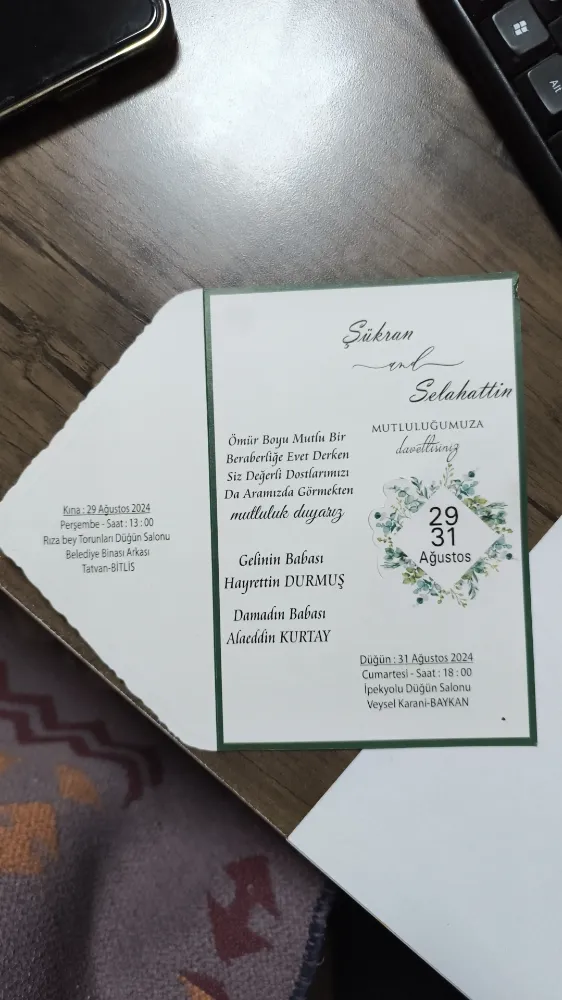 Alt
Kına : 29 Ağustos 2024
Perşembe - Saat : 13 : 00
Rıza bey Torunları Düğün Salonu
Belediye Binası Arkası
Tatvan-BİTLİS
Ömür Boyu Mutlu Bir
Beraberliğe Evet Derken
Siz Değerli Dostlarımızı
Da Aramızda Görmekten
mutluluk duyarız
Gelinin Babası
Hayrettin DURMUŞ
Damadın Babası
Alaeddin KURTAY
Şükran
and
Selahattin
MUTLULUĞUMUZA
davetlisiniz
29
31
Ağustos
Düğün : 31 Ağustos 2024
Cumartesi - Saat : 18 : 00
İpekyolu Düğün Salonu
Veysel Karani-BAYKAN